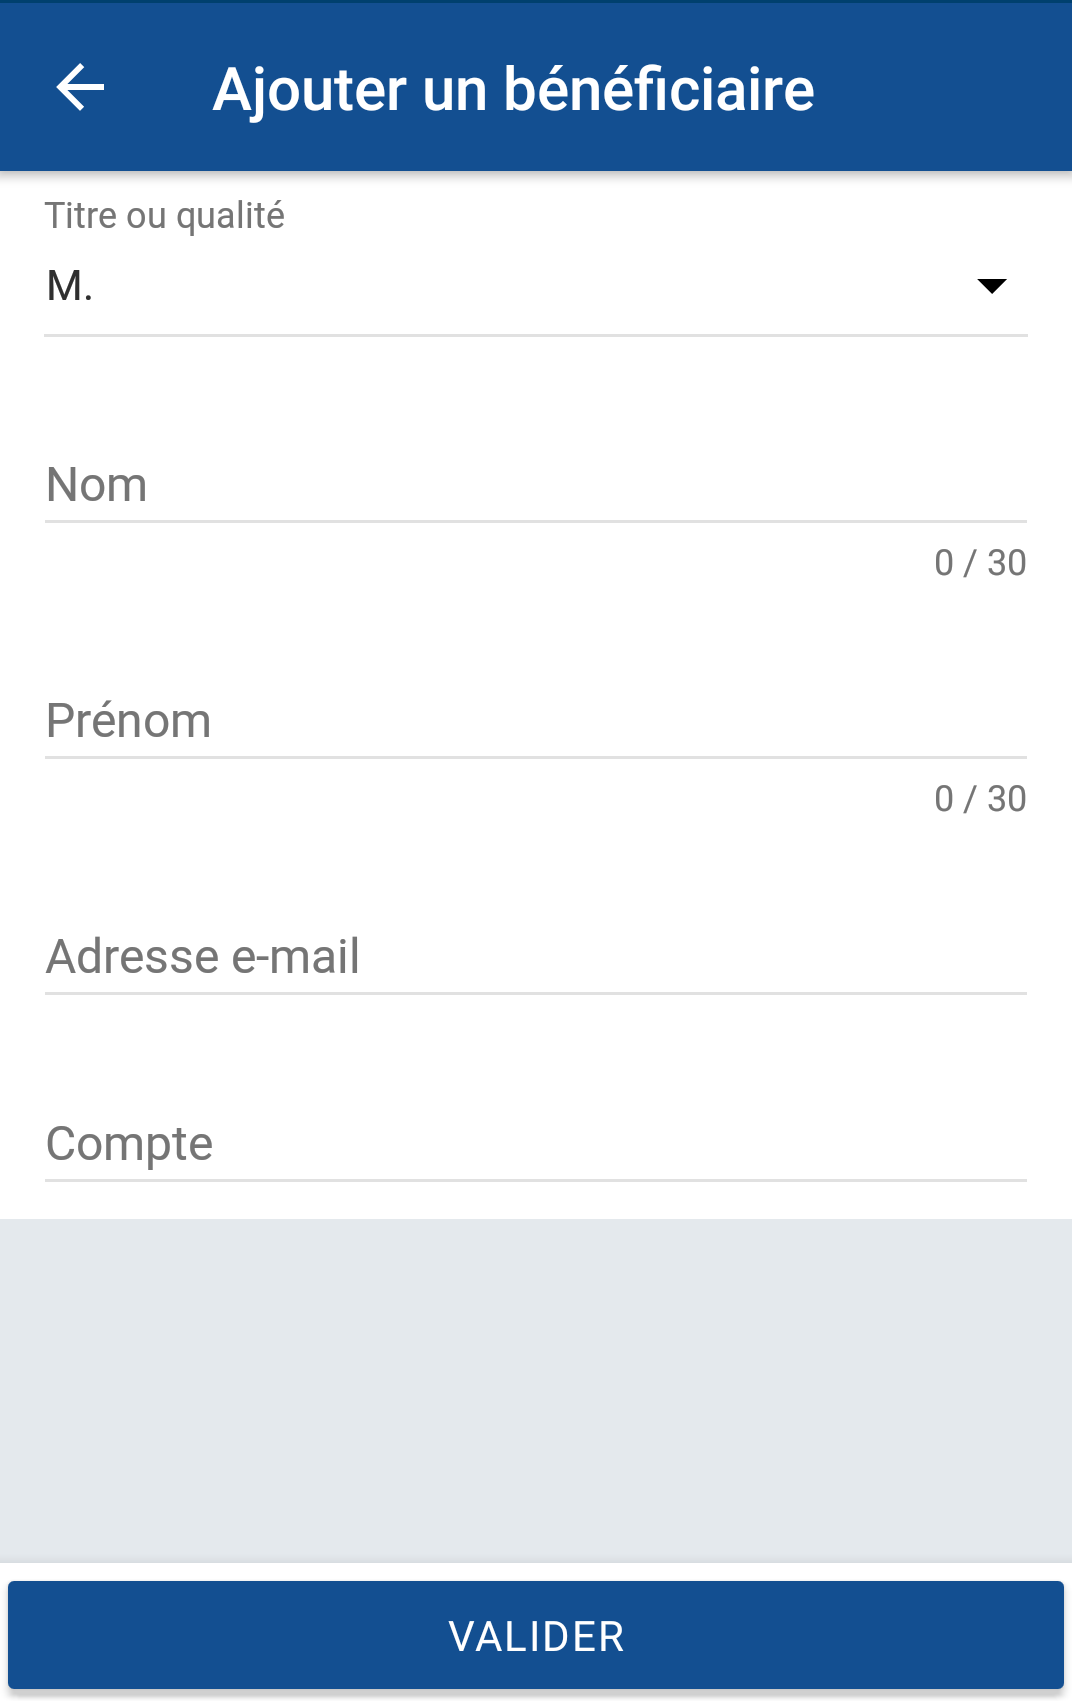 Ajouter un bénéficiaire
Titre ou qualité
M.
Nom
0 / 30
Prénom
0 / 30
Adresse e-mail
Compte
VALIDER